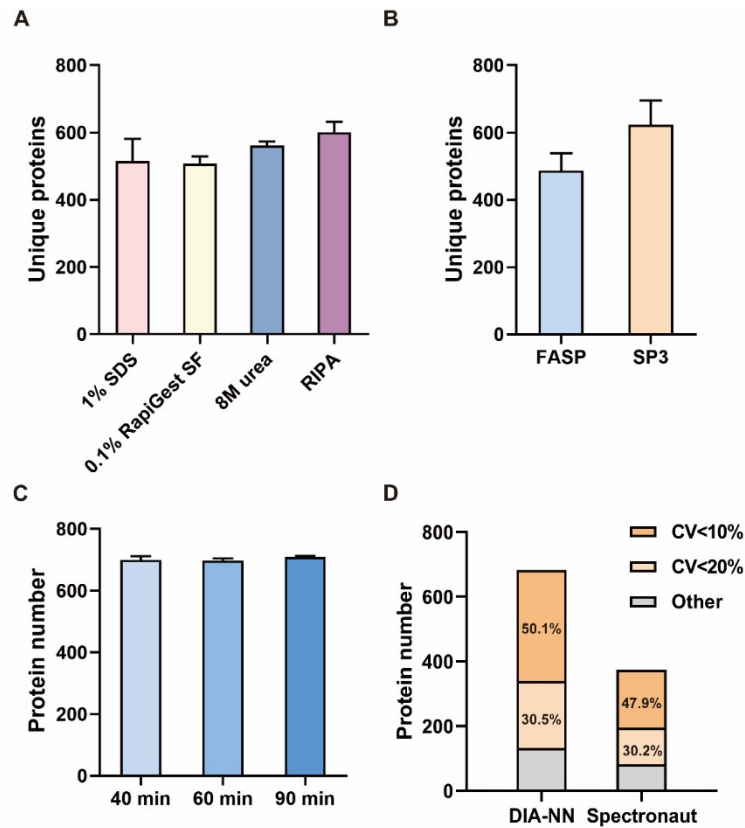 A
Unique proteins
800
600
400
200
0
1% SDS
0.1% RapiGest SF
8M urea
RIPA
B
Unique proteins
800
600
400
200
0
FASP
SP3
C
Protein number
800
600
400
200
0
40 min
60 min
90 min
D
Protein number
800
600
400
200
0
50.1%
30.5%
47.9%
30.2%
DIA-NN
Spectronaut
CV<10%
CV<20%
Other